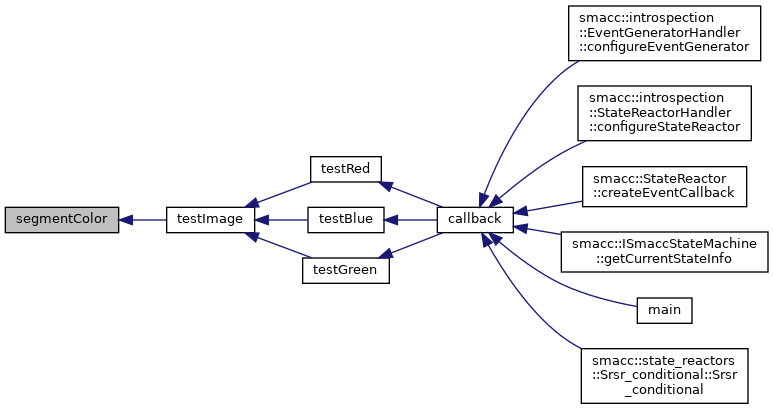 segmentColor
testImage
testRed
testBlue
testGreen
callback
smacc::introspection
::EventGeneratorHandler
::configureEventGenerator
smacc::introspection
::StateReactorHandler
::configureStateReactor
smacc::StateReactor
::createEventCallback
smacc::ISmaccStateMachine
::getCurrentStateInfo
main
smacc::state_reactors
::Srsr_conditional::Srsr
_conditional